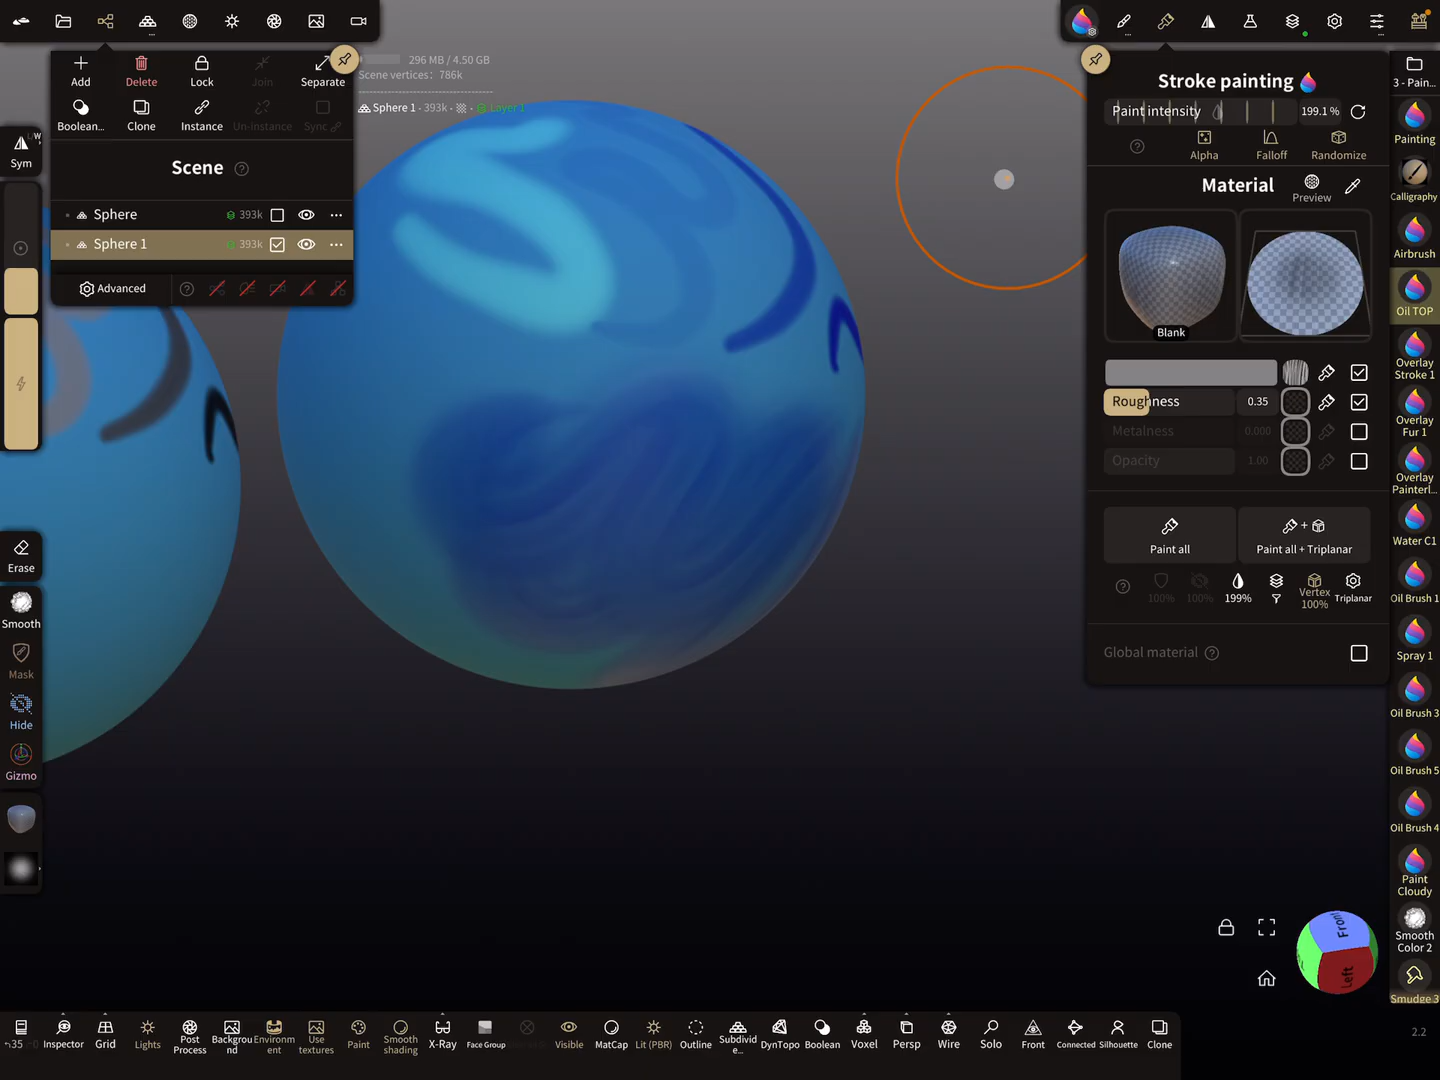 Add
Delete
Lock
Join
Separate
Boolean...
Clone
Instance
Un-instance
Sync
Scene
Sphere
393k
Sphere 1
393k
Advanced
296 MB / 4.50 GB
Scene vertices: 786k
Sphere 1 · 393k ·
Layer 1
Sym
Erase
Smooth
Mask
Hide
Gizmo
Stroke painting
Paint intensity
199.1 %
Alpha
Falloff
Randomize
Material
Preview
Blank
Roughness
0.35
Metalness
0.000
Opacity
1.00
Paint all
Paint all + Triplanar
100%
100%
199%
Vertex
100%
Triplanar
Global material
3 - Pain...
Painting
Calligraphy
Airbrush
Oil TOP
Overlay
Stroke 1
Overlay
Fur 1
Overlay
Painterl...
Water C1
Oil Brush 1
Spray 1
Oil Brush 3
Oil Brush 5
Oil Brush 4
Paint
Cloudy
Smooth
Color 2
Smudge 3
Front
Left
Inspector
Grid
Lights
Post
Process
Backgrou
nd
Environm
ent
Use
textures
Paint
Smooth
shading
X-Ray
Face Group
Visible
MatCap
Lit (PBR)
Outline
Subdivid
e...
DynTopo
Boolean
Voxel
Persp
Wire
Solo
Front
Connected
Silhouette
Clone
2.2